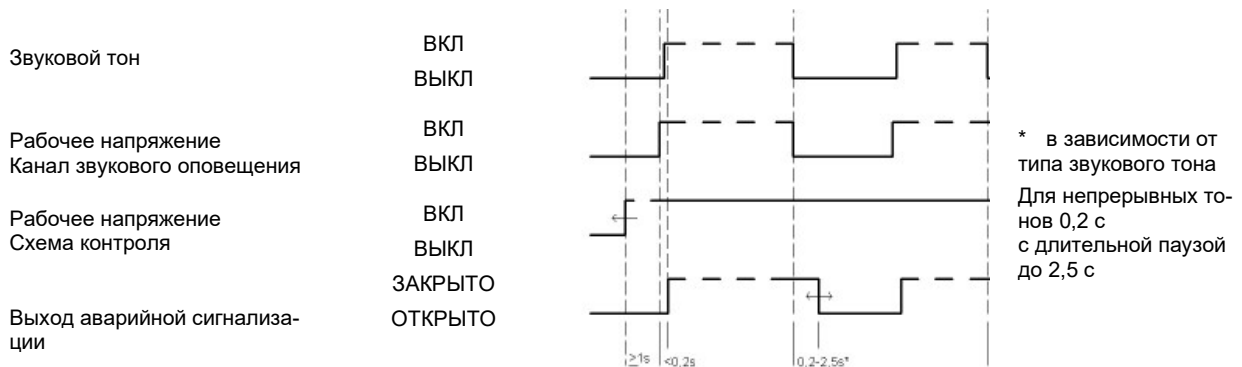 Звуковой тон
ВКЛ
ВЫКЛ
Рабочее напряжение
Канал звукового оповещения
ВКЛ
ВЫКЛ
Рабочее напряжение
Схема контроля
ВКЛ
ВЫКЛ
Выход аварийной сигнализа-
ции
ЗАКРЫТО
ОТКРЫТО
≥1s
<0.2s
0.2-2.5s*
* в зависимости от
типа звукового тона
Для непрерывных то-
нов 0,2 с
с длительной паузой
до 2,5 с